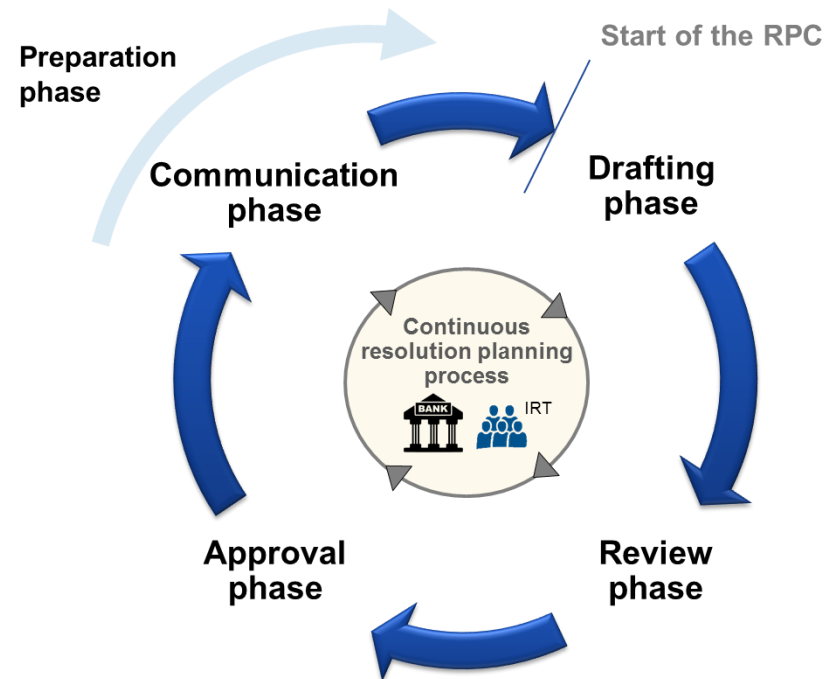 Start of the RPC
Preparation
phase
Communication
phase
Drafting
phase
Continuous
resolution planning
process
BANK
IRT
Approval
phase
Review
phase